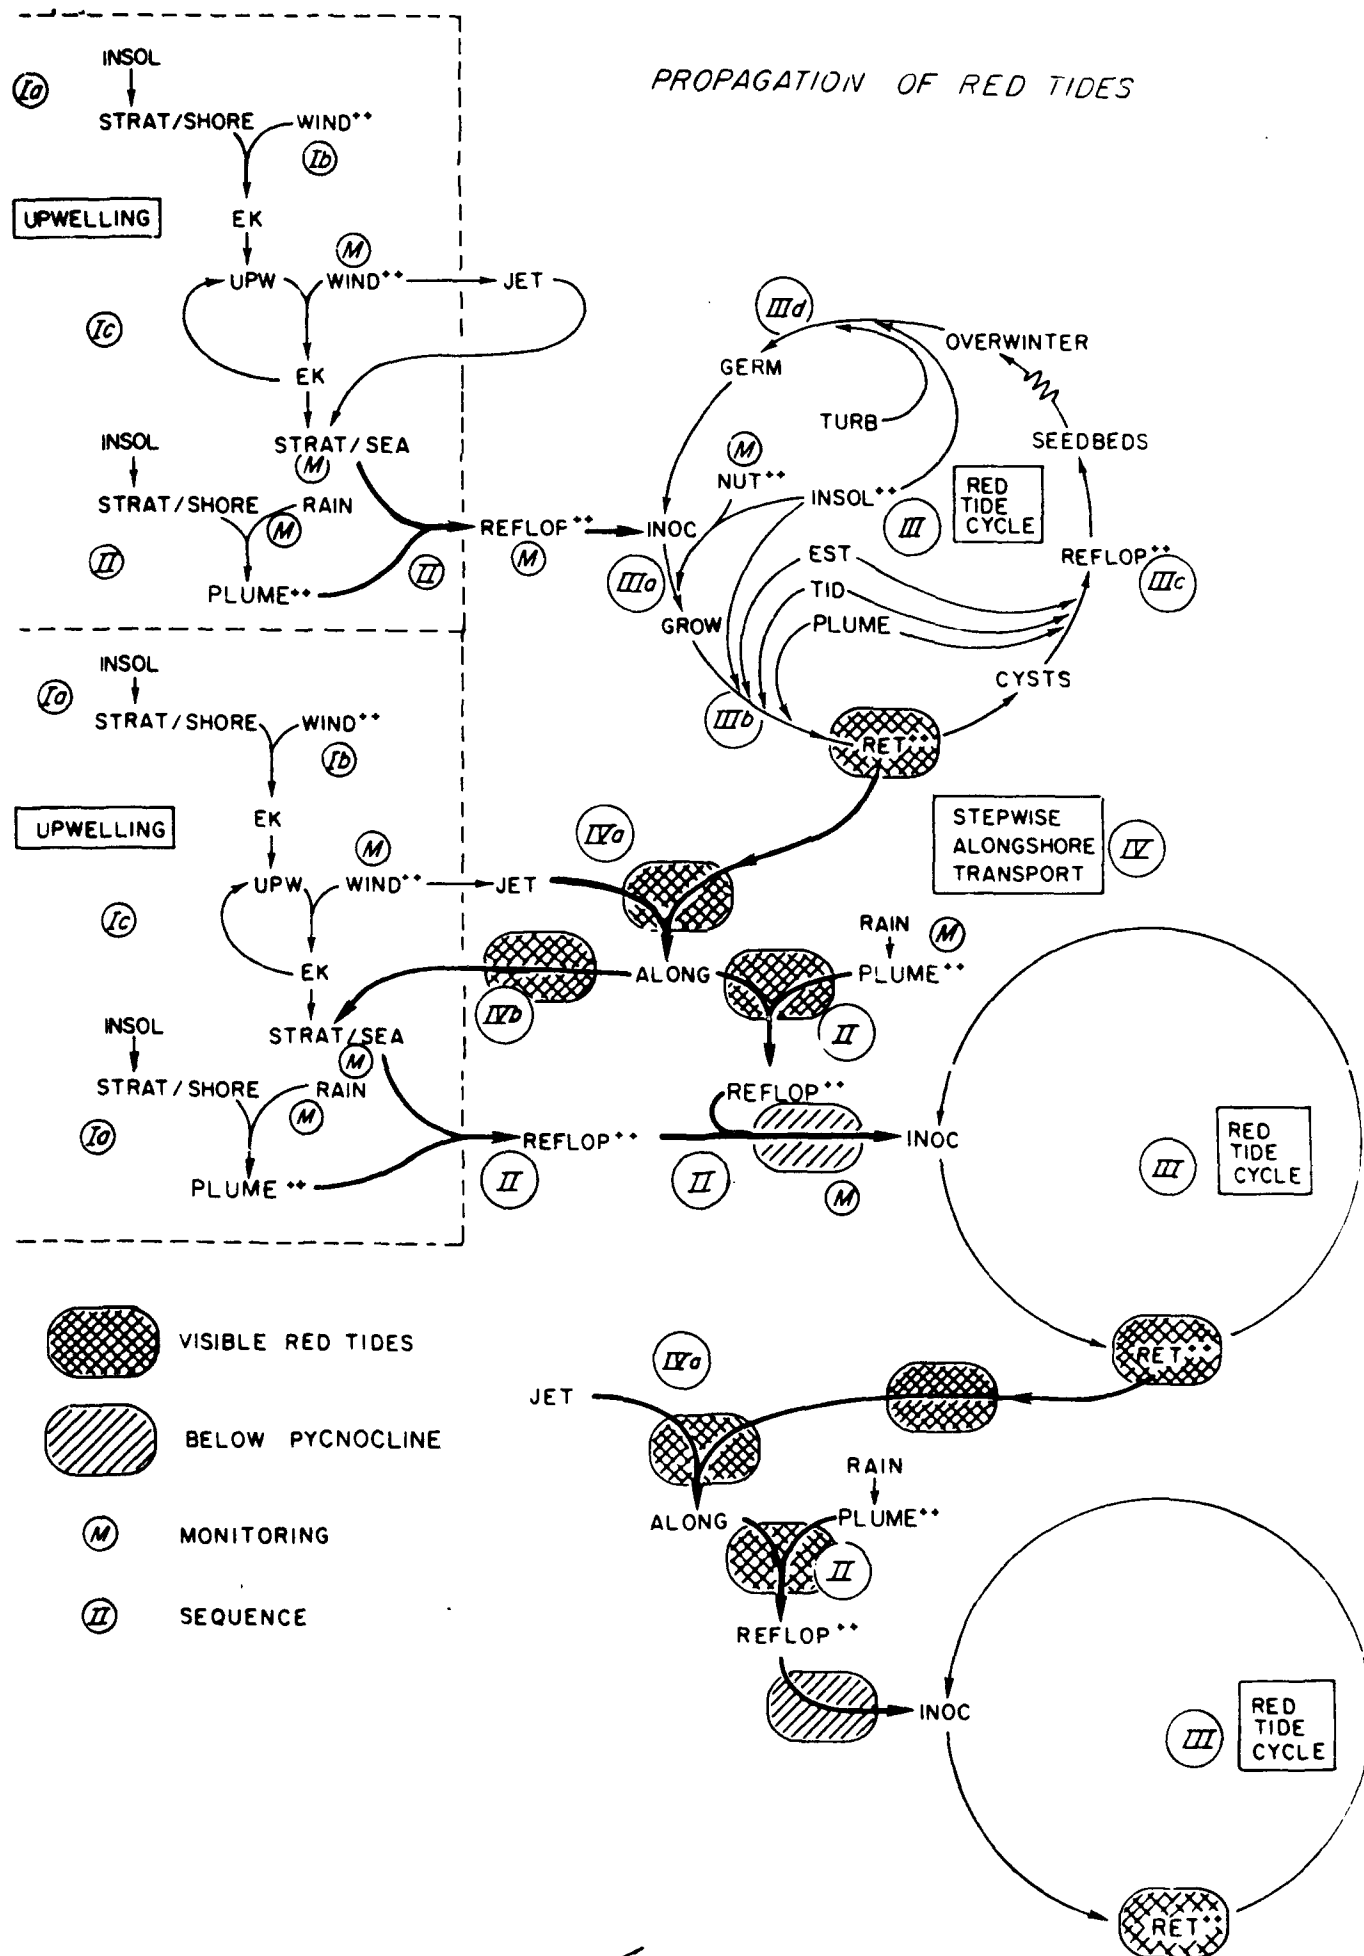 PROPAGATION OF RED TIDES
INSOL
Ia
STRAT/SHORE
WIND++
Ib
UPWELLING
EK
M
UPW
WIND++
JET
Ic
EK
INSOL
STRAT/SEA
M
STRAT/SHORE
RAIN
M
II
PLUME++
II
REFLOP++
M
IIId
OVERWINTER
GERM
TURB
SEEDBEDS
M
NUT++
INSOL++
RED
TIDE
CYCLE
III
INOC
EST
REFLOP++
IIIc
IIIa
TID
GROW
PLUME
CYSTS
IIIb
RET++
INSOL
Ia
STRAT/SHORE
WIND++
Ib
EK
UPWELLING
M
UPW
WIND++
JET
IVa
STEPWISE
ALONGSHORE
TRANSPORT
IV
Ic
EK
ALONG
RAIN
M
PLUME++
IVb
II
INSOL
STRAT/SEA
M
STRAT/SHORE
RAIN
M
Ia
PLUME++
REFLOP++
II
REFLOP++
II
M
INOC
III
RED
TIDE
CYCLE
RET++
VISIBLE RED TIDES
BELOW PYCNOCLINE
M MONITORING
II SEQUENCE
IVa
JET
RAIN
ALONG
PLUME++
II
REFLOP++
INOC
III
RED
TIDE
CYCLE
RET++